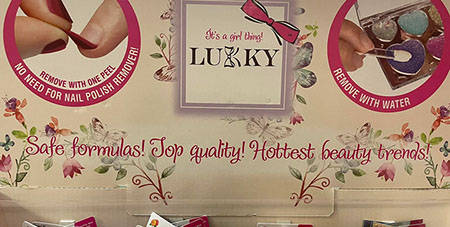 REMOVE WITH ONE PEEL
NO NEED FOR NAIL POLISH REMOVER!
It's a girl thing!
LUKKY
REMOVE WITH WATER
Safe formulas! Top quality! Hottest beauty trends!